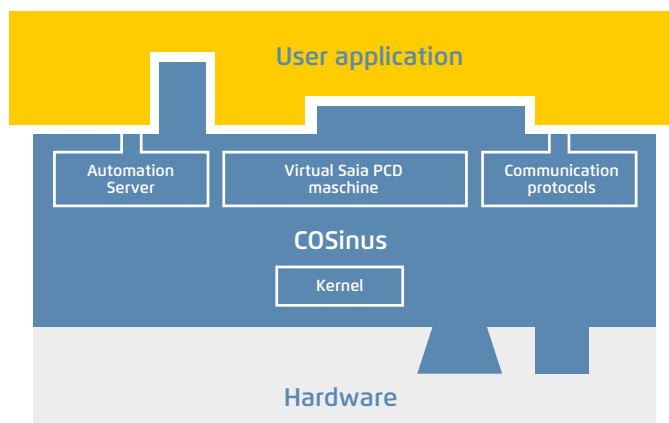 User application
Automation
Server
Virtual Saia PCD
maschine
Communication
protocols
COSinus
Kernel
Hardware